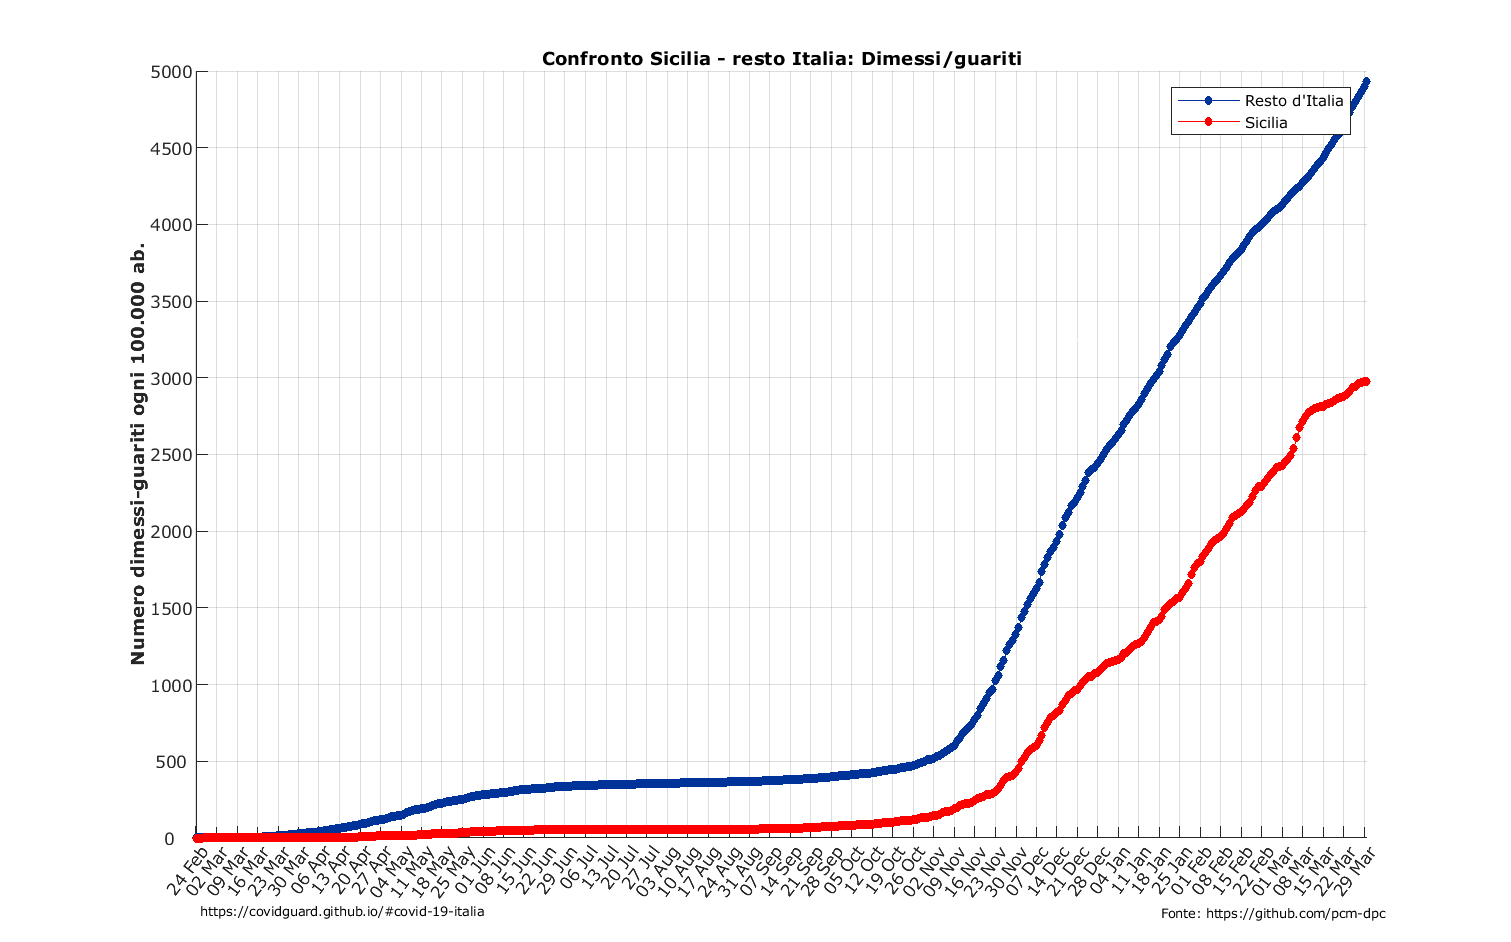 Confronto Sicilia - resto Italia: Dimessi/guariti
Numero dimessi-guariti ogni 100.000 ab.
5000
4500
4000
3500
3000
2500
2000
1500
1000
500
0
Resto d'Italia
Sicilia
24 Feb
02 Mar
09 Mar
16 Mar
23 Mar
30 Mar
06 Apr
13 Apr
20 Apr
27 Apr
04 May
11 May
18 May
25 May
01 Jun
08 Jun
15 Jun
22 Jun
29 Jun
06 Jul
13 Jul
20 Jul
27 Jul
03 Aug
10 Aug
17 Aug
24 Aug
31 Aug
07 Sep
14 Sep
21 Sep
28 Sep
05 Oct
12 Oct
19 Oct
26 Oct
02 Nov
09 Nov
16 Nov
23 Nov
30 Nov
07 Dec
14 Dec
21 Dec
28 Dec
04 Jan
11 Jan
18 Jan
25 Jan
01 Feb
08 Feb
15 Feb
22 Feb
01 Mar
08 Mar
15 Mar
22 Mar
29 Mar
https://covidguard.github.io/#covid-19-italia
Fonte: https://github.com/pcm-dpc